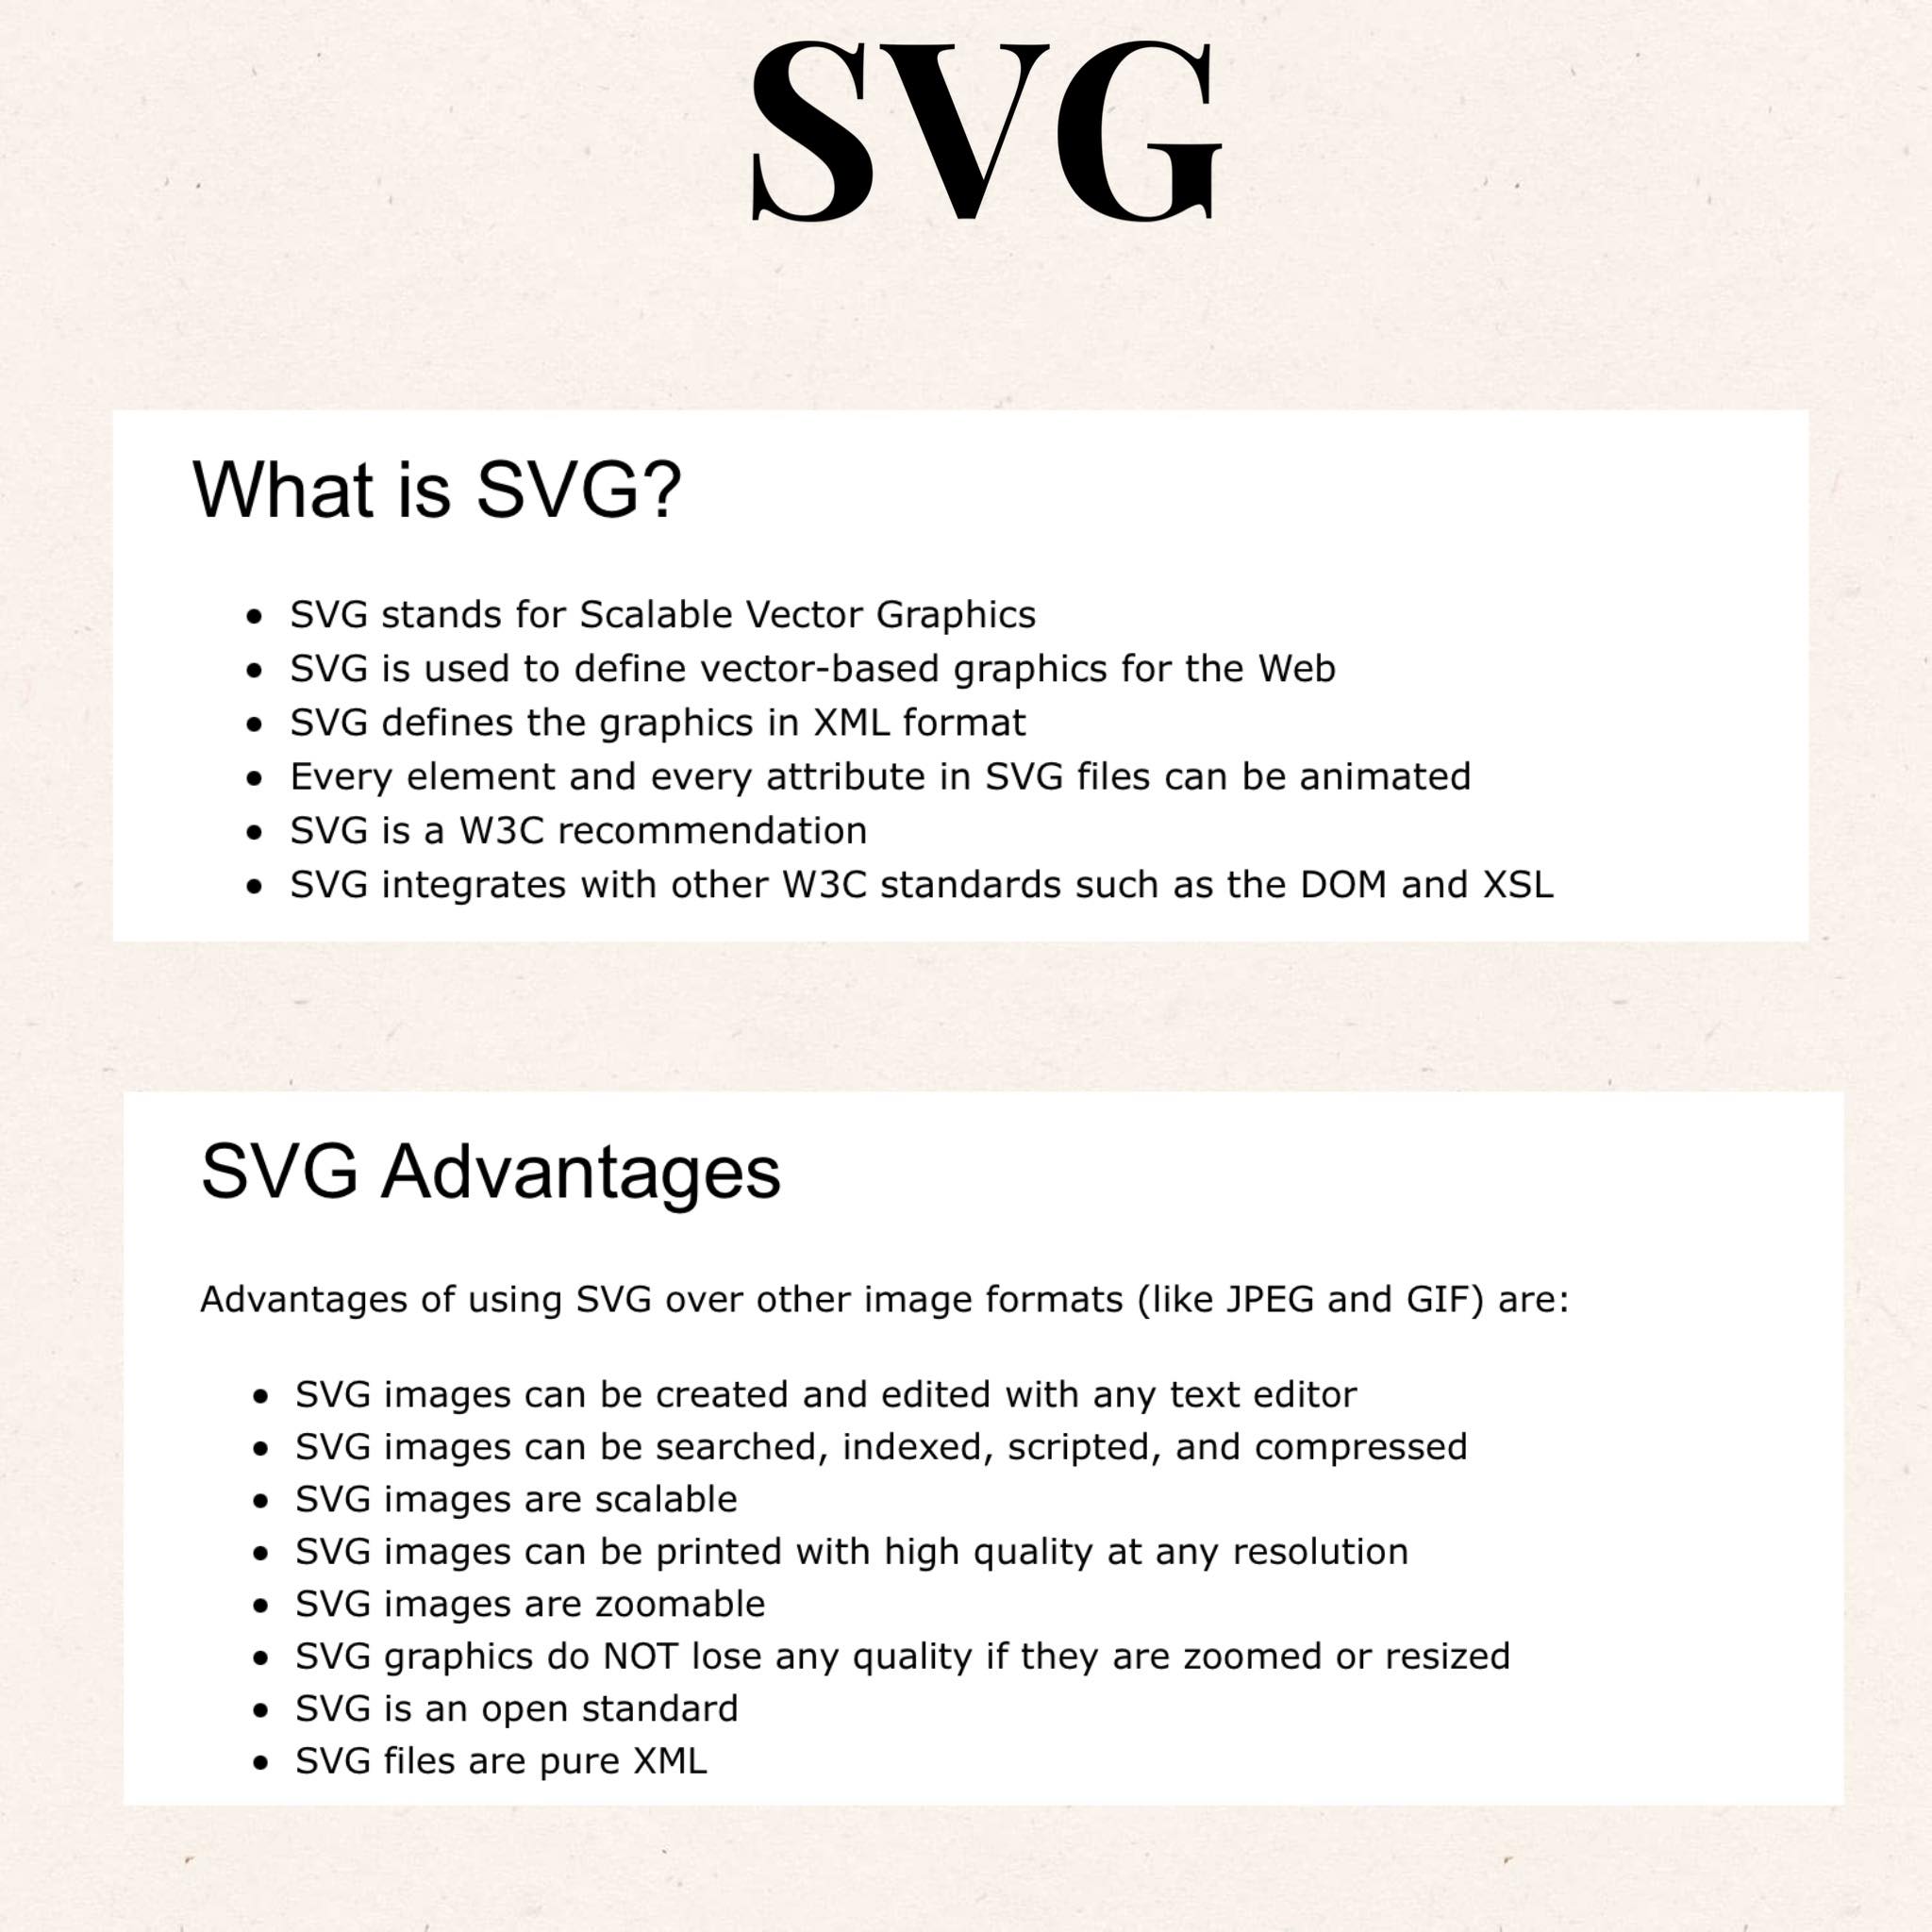 SVG
What is SVG?
• SVG stands for Scalable Vector Graphics
• SVG is used to define vector-based graphics for the Web
• SVG defines the graphics in XML format
• Every element and every attribute in SVG files can be animated
• SVG is a W3C recommendation
• SVG integrates with other W3C standards such as the DOM and XSL
SVG Advantages
Advantages of using SVG over other image formats (like JPEG and GIF) are:
• SVG images can be created and edited with any text editor
• SVG images can be searched, indexed, scripted, and compressed
• SVG images are scalable
• SVG images can be printed with high quality at any resolution
• SVG images are zoomable
• SVG graphics do NOT lose any quality if they are zoomed or resized
• SVG is an open standard
• SVG files are pure XML